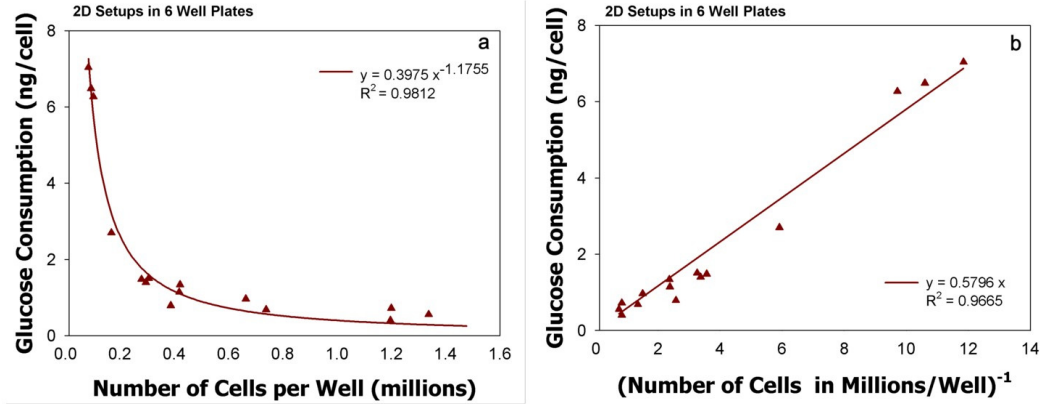 2D Setups in 6 Well Plates
a
y = 0.3975 x^-1.1755
R² = 0.9812
Glucose Consumption (ng/cell)
8
6
4
2
0
0.0 0.2 0.4 0.6 0.8 1.0 1.2 1.4 1.6
Number of Cells per Well (millions)
2D Setups in 6 Well Plates
b
Glucose Consumption (ng/cell)
8
6
4
2
0
y = 0.5796 x
R² = 0.9665
0 2 4 6 8 10 12 14
(Number of Cells in Millions/Well)^-1